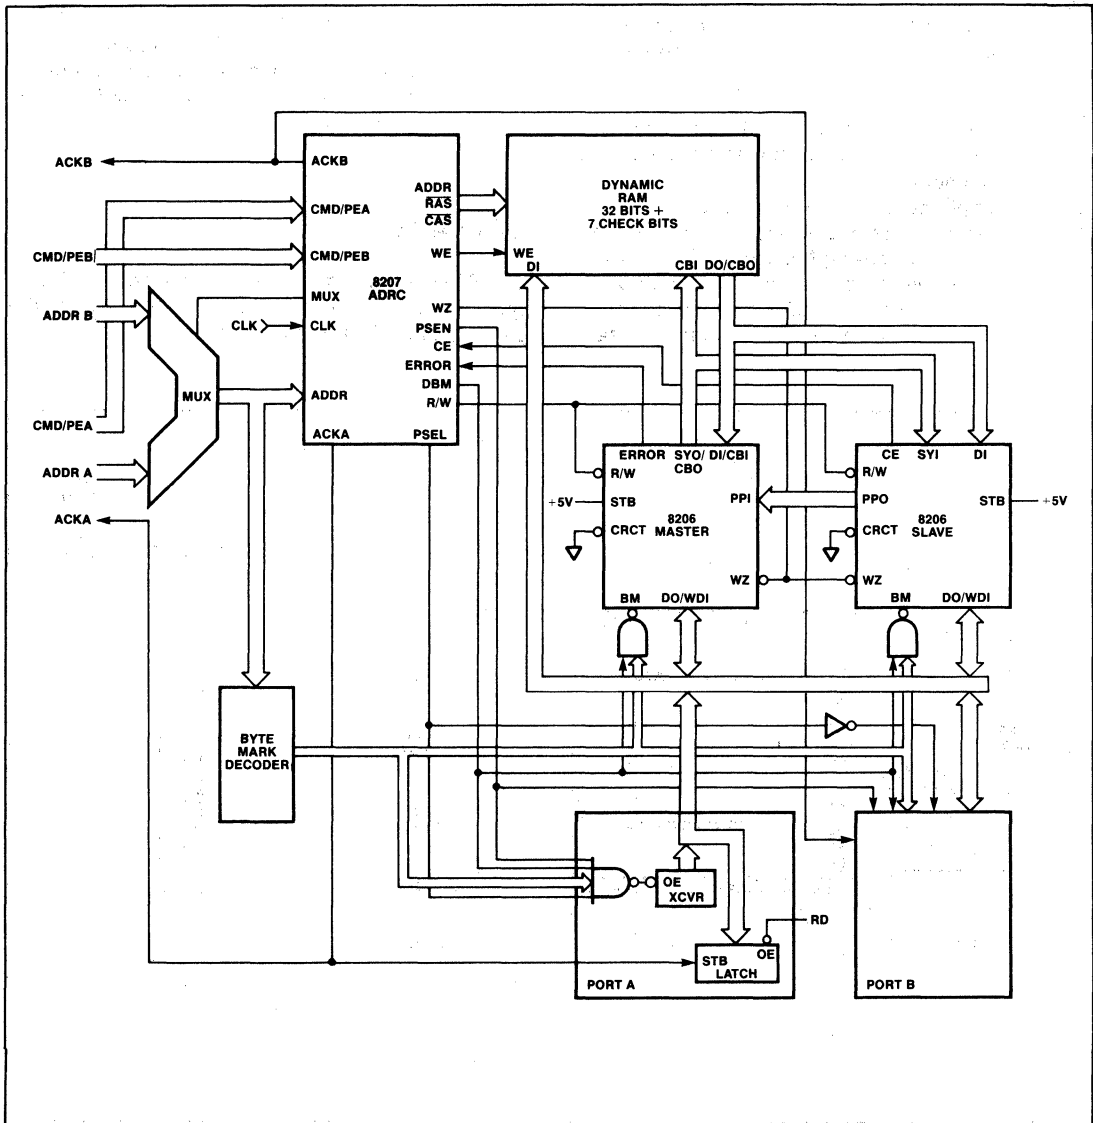 ACKB
CMD/PEB
ADDR B
CMD/PEA
ADDR A
ACKA
MUX
CLK
ACKB
CMD/PEA
CMD/PEB
8207
ADRC
MUX
CLK
ADDR
ACKA
ADDR
RAS
CAS
WE
WZ
PSEN
CE
ERROR
DBM
R/W
PSEL
DYNAMIC
RAM
32 BITS +
7 CHECK BITS
WE
DI
CBI
DO/CBO
ERROR
SYO/
CBO
DI/CBI
R/W
+5V
STB
PPI
8206
MASTER
CRCT
WZ
BM
DO/WDI
CE
SYI
DI
R/W
PPO
STB
+5V
8206
SLAVE
CRCT
WZ
BM
DO/WDI
BYTE
MARK
DECODER
OE
XCVR
RD
STB
OE
LATCH
PORT A
PORT B